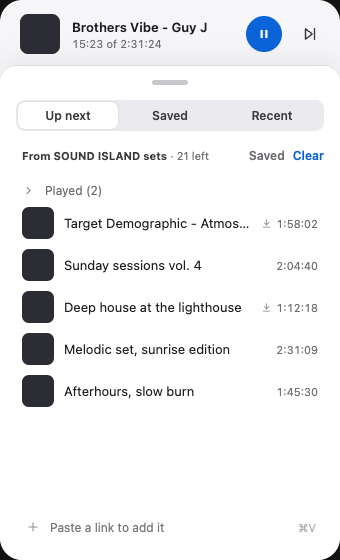 Brothers Vibe - Guy J
15:23 of 2:31:24
Up next Saved Recent
From SOUND ISLAND sets · 21 left Saved Clear
Played (2)
Target Demographic - Atmos... 1:58:02
Sunday sessions vol. 4 2:04:40
Deep house at the lighthouse 1:12:18
Melodic set, sunrise edition 2:31:09
Afterhours, slow burn 1:45:30
Paste a link to add it ⌘V